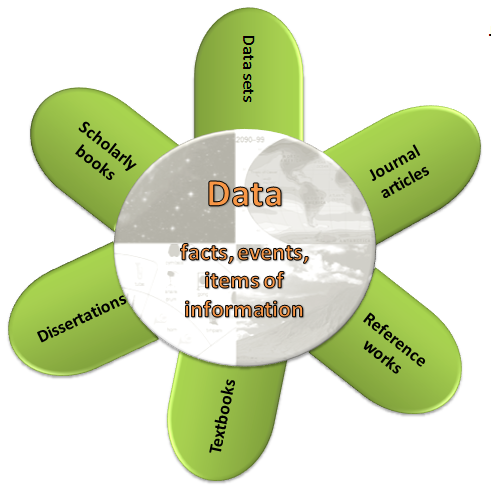 Data sets
Scholarly
books
Journal
articles
2090-99
Data
facts, events,
items of
information
Dissertations
Reference
works
Textbooks